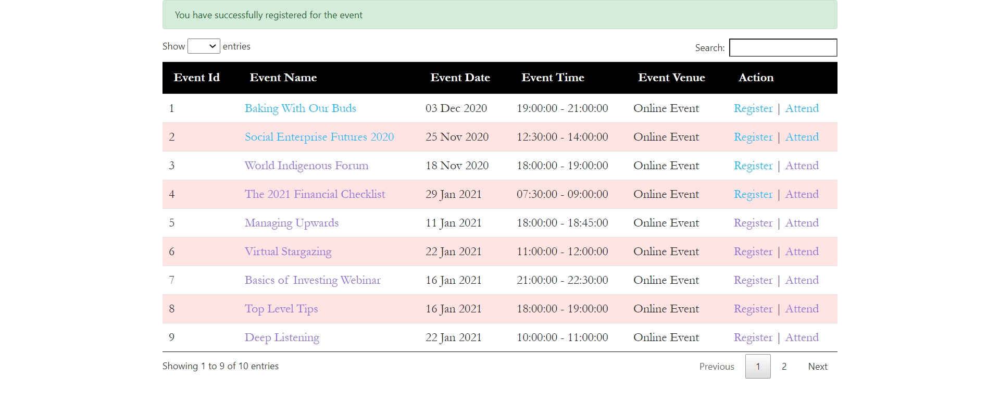 You have successfully registered for the event
Show entries Search:
Event Id Event Name Event Date Event Time Event Venue Action
1 Baking With Our Buds 03 Dec 2020 19:00:00 - 21:00:00 Online Event Register | Attend
2 Social Enterprise Futures 2020 25 Nov 2020 12:30:00 - 14:00:00 Online Event Register | Attend
3 World Indigenous Forum 18 Nov 2020 18:00:00 - 19:00:00 Online Event Register | Attend
4 The 2021 Financial Checklist 29 Jan 2021 07:30:00 - 09:00:00 Online Event Register | Attend
5 Managing Upwards 11 Jan 2021 18:00:00 - 18:45:00 Online Event Register | Attend
6 Virtual Stargazing 22 Jan 2021 11:00:00 - 12:00:00 Online Event Register | Attend
7 Basics of Investing Webinar 16 Jan 2021 21:00:00 - 22:30:00 Online Event Register | Attend
8 Top Level Tips 16 Jan 2021 18:00:00 - 19:00:00 Online Event Register | Attend
9 Deep Listening 22 Jan 2021 10:00:00 - 11:00:00 Online Event Register | Attend
Showing 1 to 9 of 10 entries Previous 1 2 Next